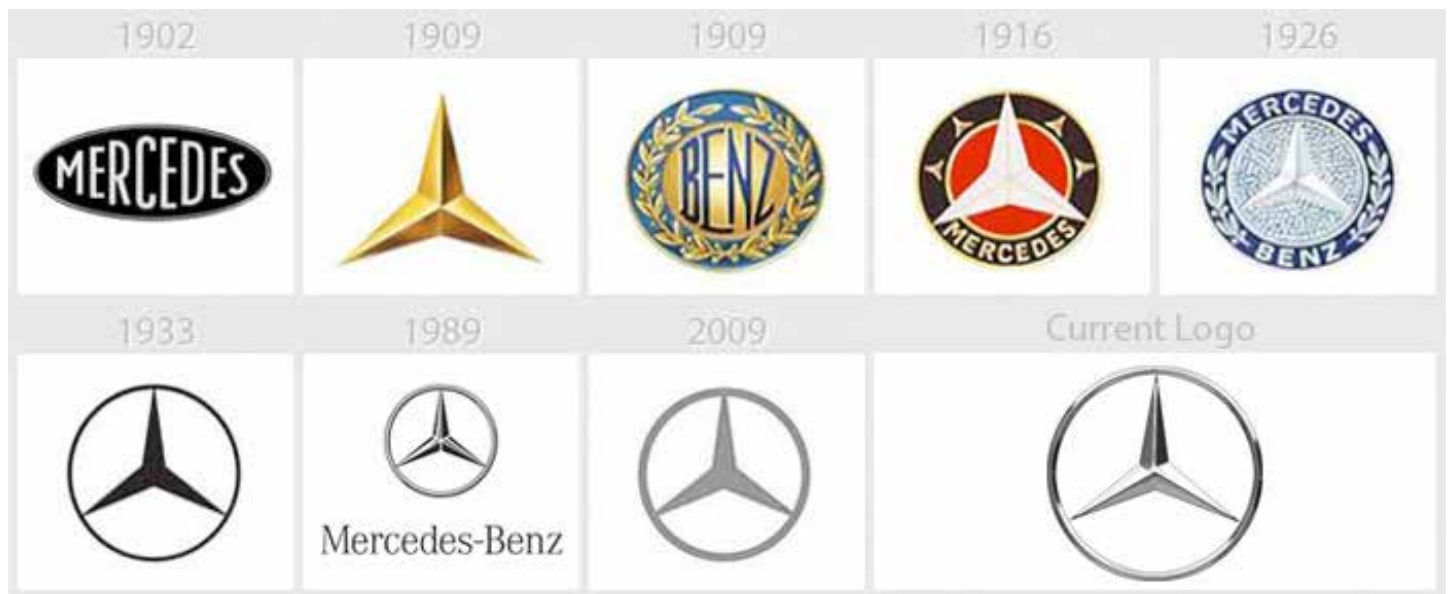 1902
1909
1909
1916
1926
MERCEDES
BENZ
MERCEDES
MERCEDES
BENZ
1933
1989
2009
Current Logo
Mercedes-Benz